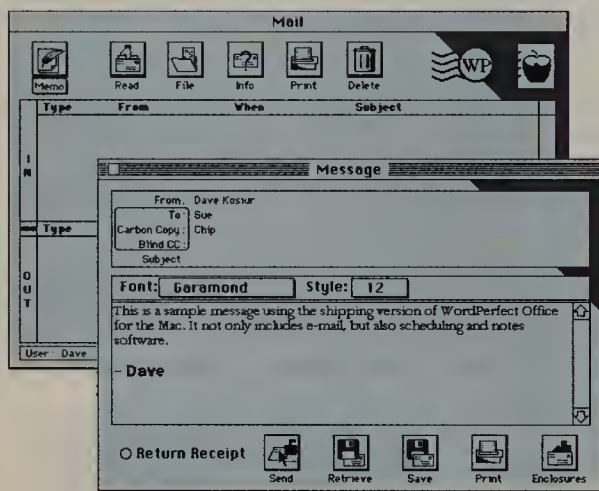 Mail
Memo Read File Info Print Delete WP
Type From When Subject
IN
Message
From: Dave Kosiur
To: Sue
Carbon Copy: Chip
Blind CC:
Subject
Type
OUT
Font: Garamond Style: 12
This is a sample message using the shipping version of WordPerfect Office
for the Mac. It not only includes e-mail, but also scheduling and notes
software.
- Dave
User: Dave
Return Receipt
Send Retrieve Save Print Enclosures